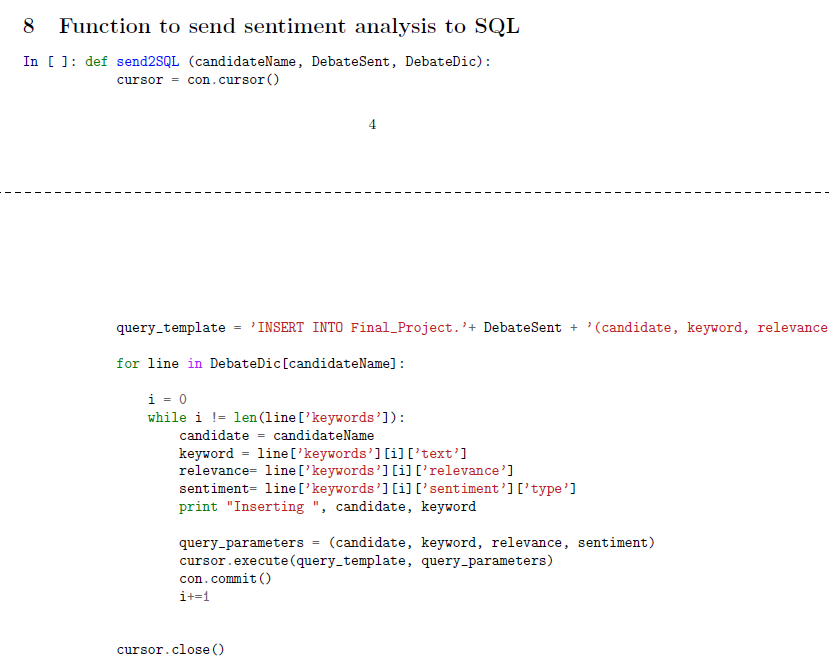 8 Function to send sentiment analysis to SQL
In [ ]: def send2SQL (candidateName, DebateSent, DebateDic):
cursor = con.cursor()
4
query_template = 'INSERT INTO Final_Project.'+ DebateSent + '(candidate, keyword, relevance
for line in DebateDic[candidateName]:
i = 0
while i != len(line['keywords']):
candidate = candidateName
keyword = line['keywords'][i]['text']
relevance= line['keywords'][i]['relevance']
sentiment= line['keywords'][i]['sentiment']['type']
print "Inserting ", candidate, keyword
query_parameters = (candidate, keyword, relevance, sentiment)
cursor.execute(query_template, query_parameters)
con.commit()
i+=1
cursor.close()